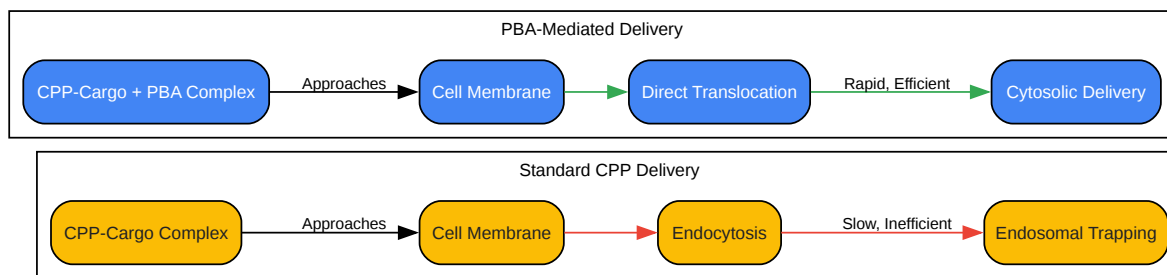 PBA-Mediated Delivery
CPP-Cargo + PBA Complex
Approaches
Cell Membrane
Direct Translocation
Rapid, Efficient
Cytosolic Delivery
Standard CPP Delivery
CPP-Cargo Complex
Approaches
Cell Membrane
Endocytosis
Slow, Inefficient
Endosomal Trapping